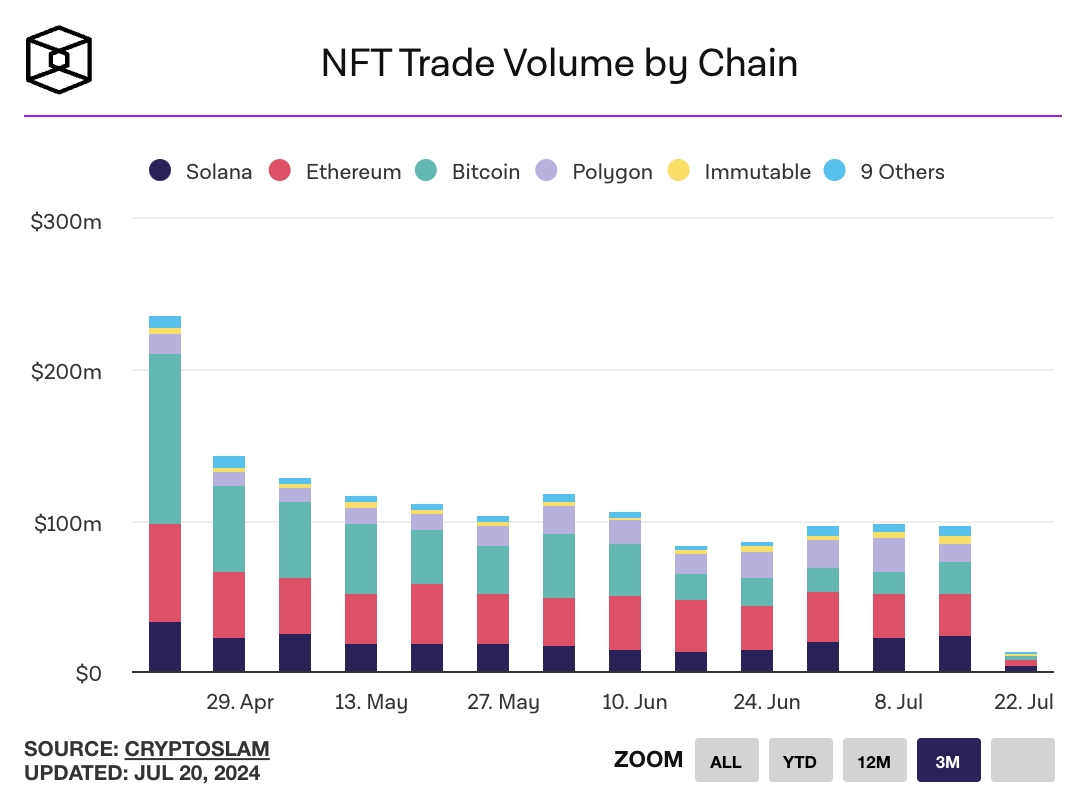 NFT Trade Volume by Chain
Solana Ethereum Bitcoin Polygon Immutable 9 Others
$300m
$200m
$100m
$0
29. Apr 13. May 27. May 10. Jun 24. Jun 8. Jul 22. Jul
SOURCE: CRYPTOSLAM
UPDATED: JUL 20, 2024
ZOOM ALL YTD 12M 3M